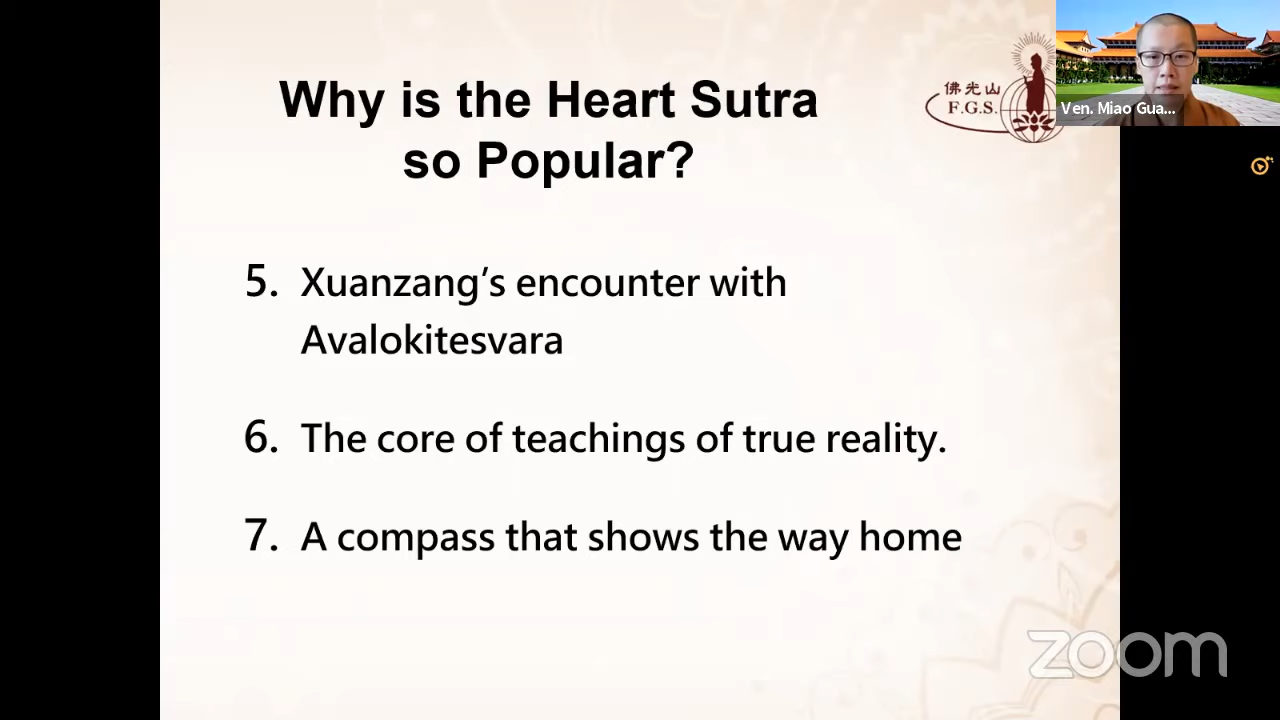 Why is the Heart Sutra
so Popular?
佛光山
F.G.S.
Ven. Miao Gua...
5. Xuanzang’s encounter with
Avalokitesvara
6. The core of teachings of true reality.
7. A compass that shows the way home
zoom